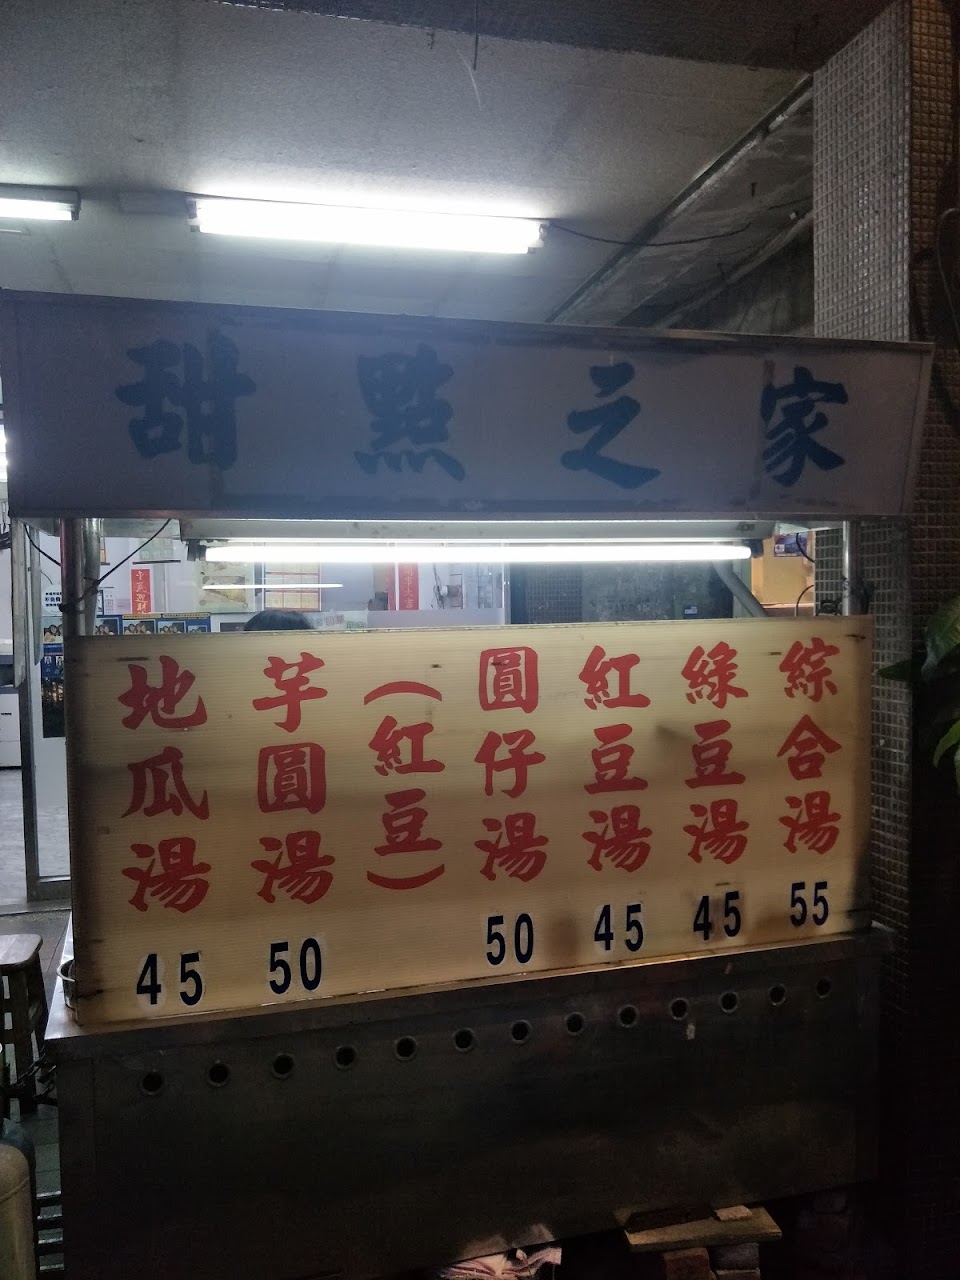 甜點之家
綜合湯 55
綠豆湯 45
紅豆湯 45
圓仔湯 50
(紅豆)
芋圓湯 50
地瓜湯 45